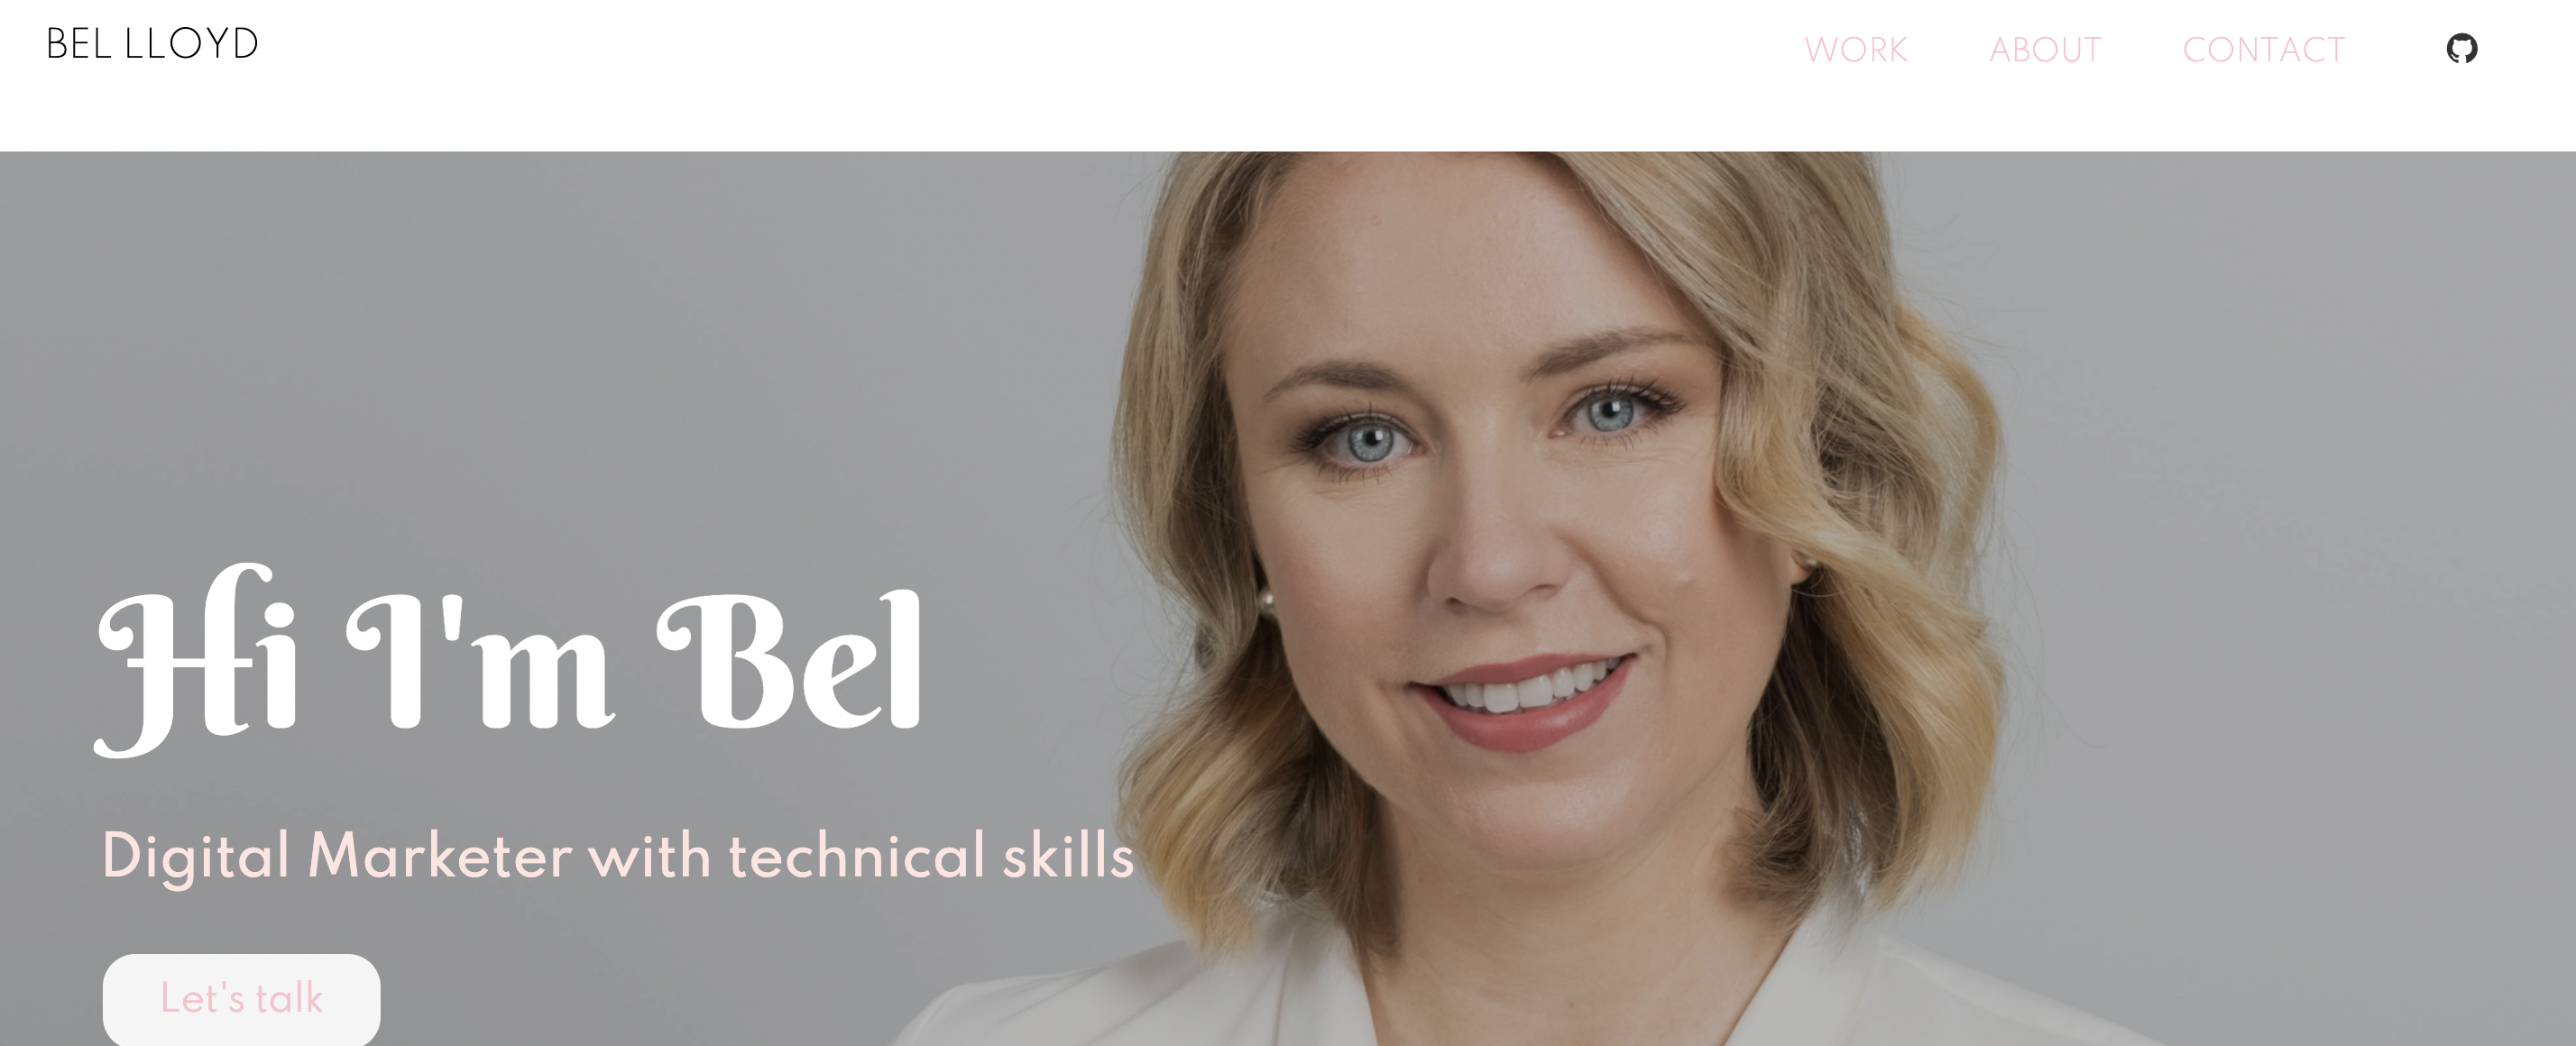 BEL LLOYD
WORK ABOUT CONTACT
Hi I'm Bel
Digital Marketer with technical skills
Let's talk